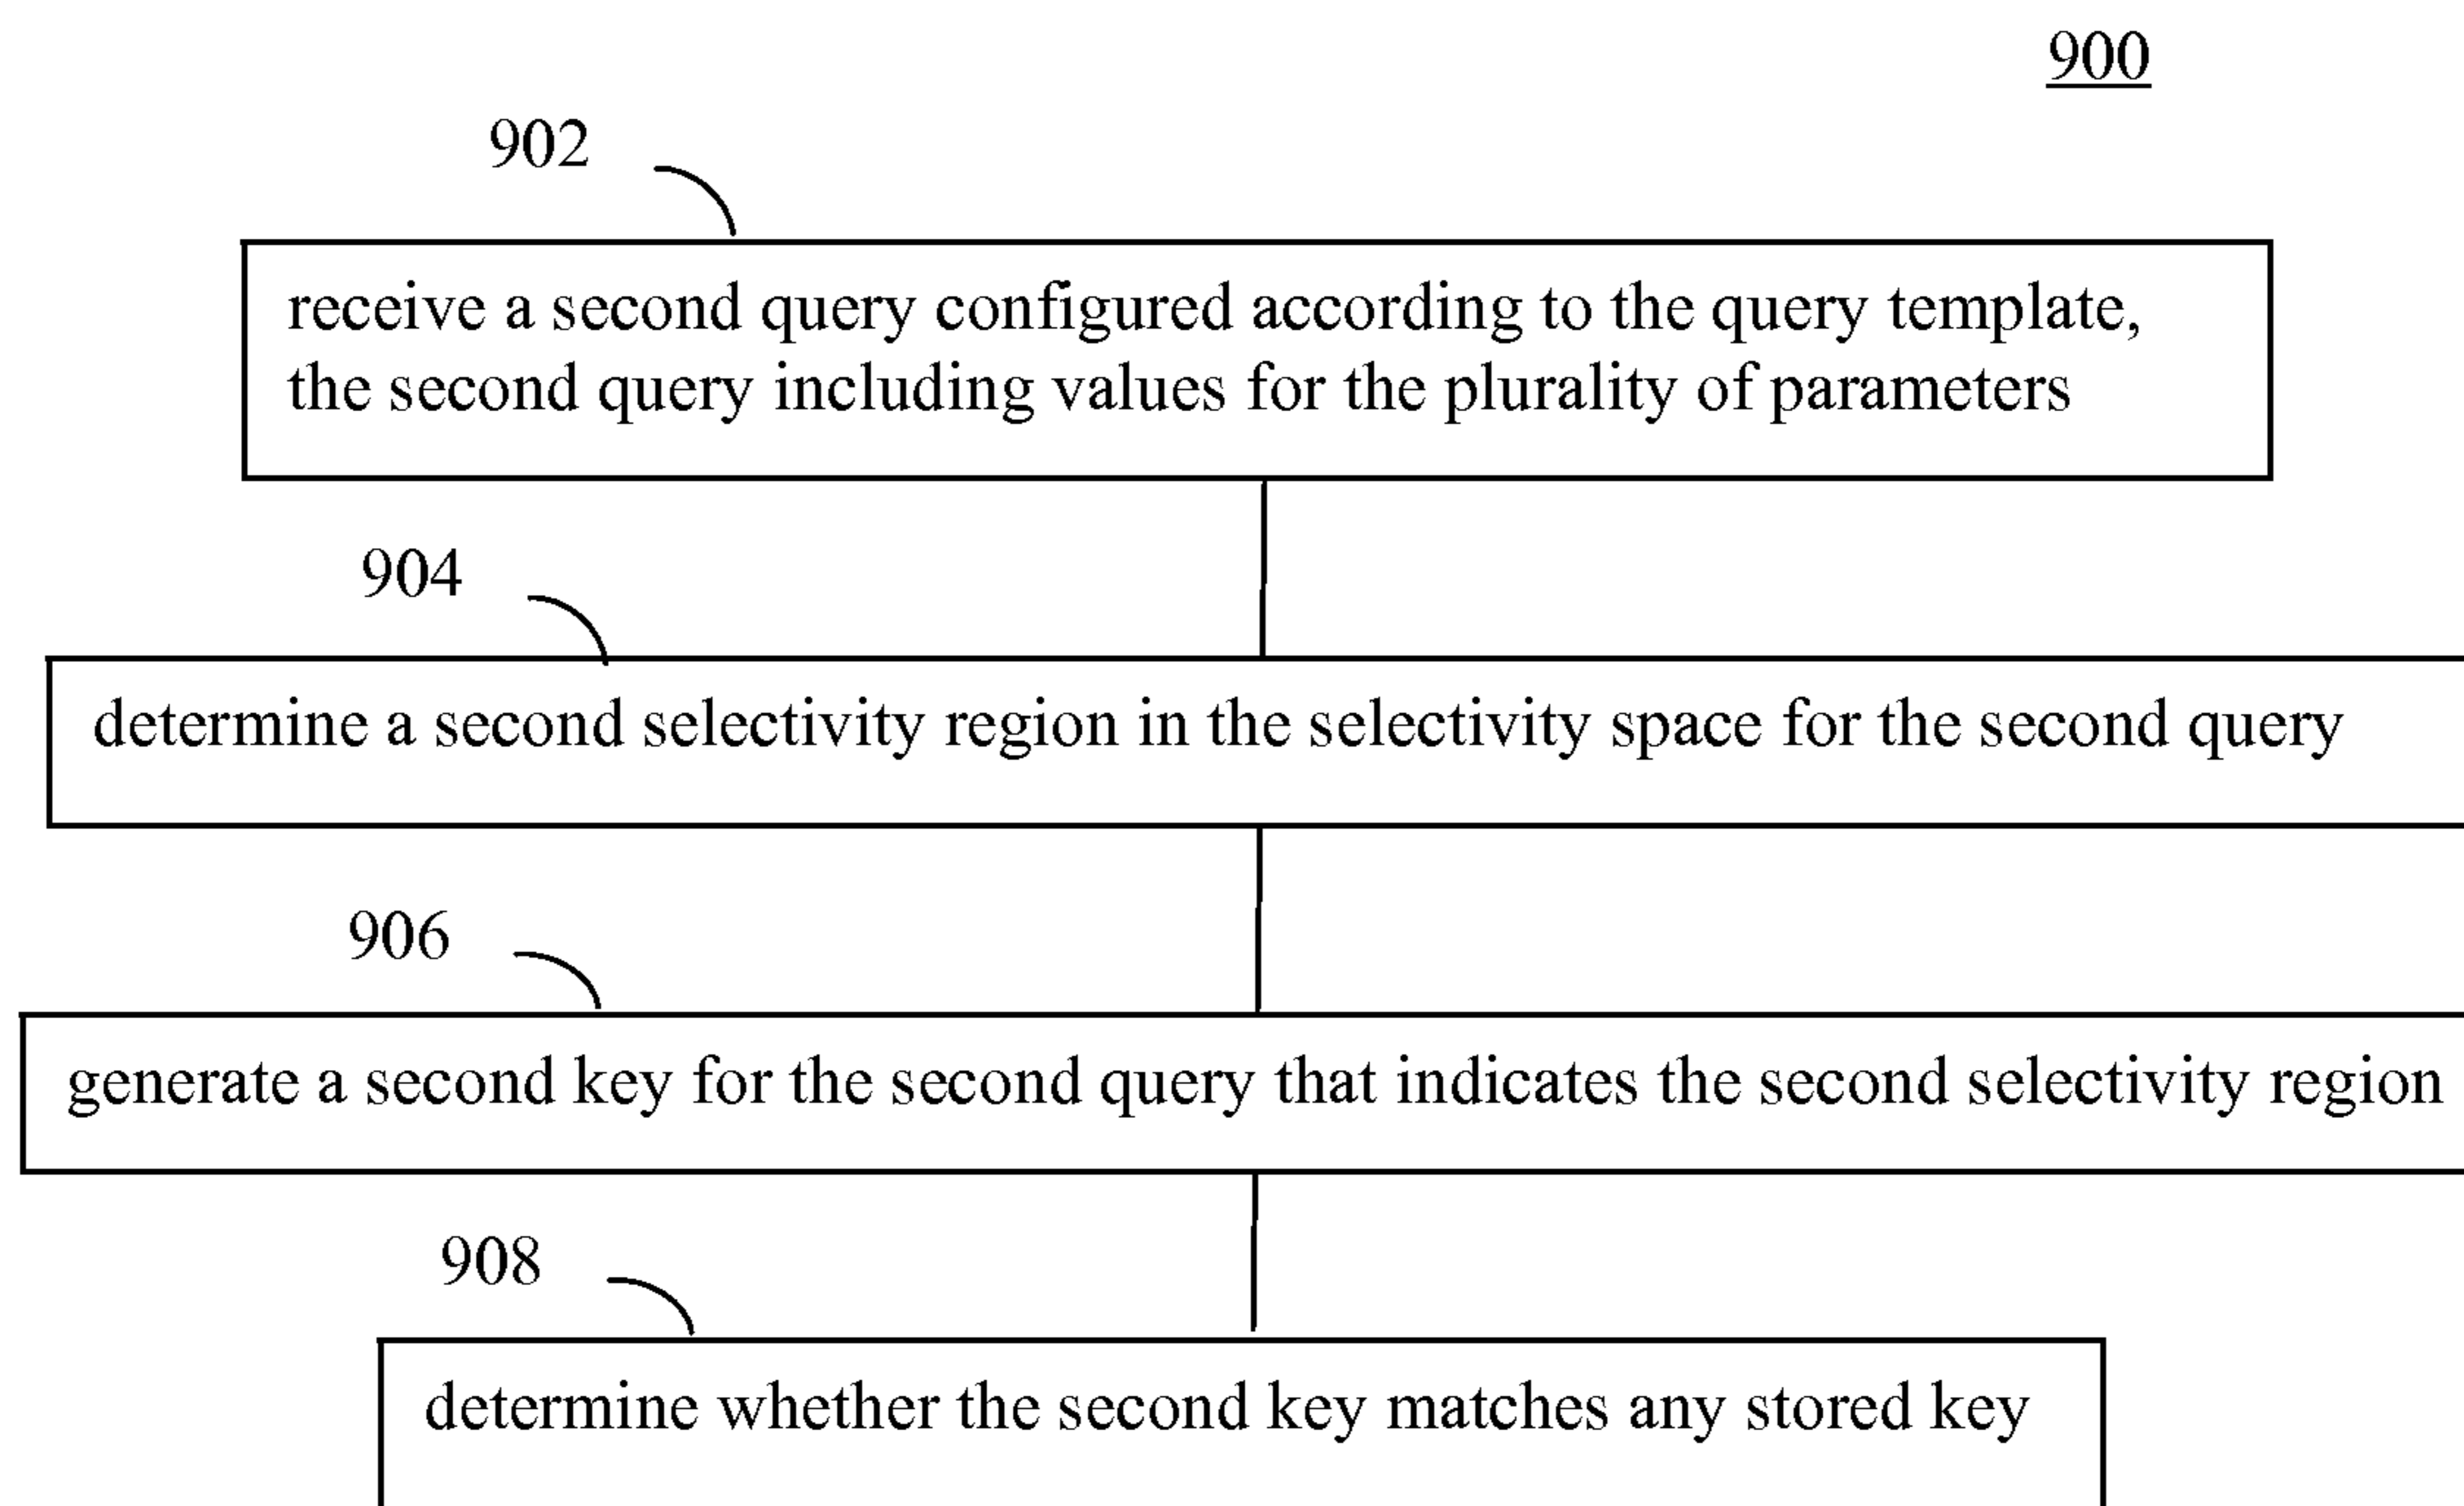 900
902
receive a second query configured according to the query template,
the second query including values for the plurality of parameters
904
determine a second selectivity region in the selectivity space for the second query
906
generate a second key for the second query that indicates the second selectivity region
908
determine whether the second key matches any stored key